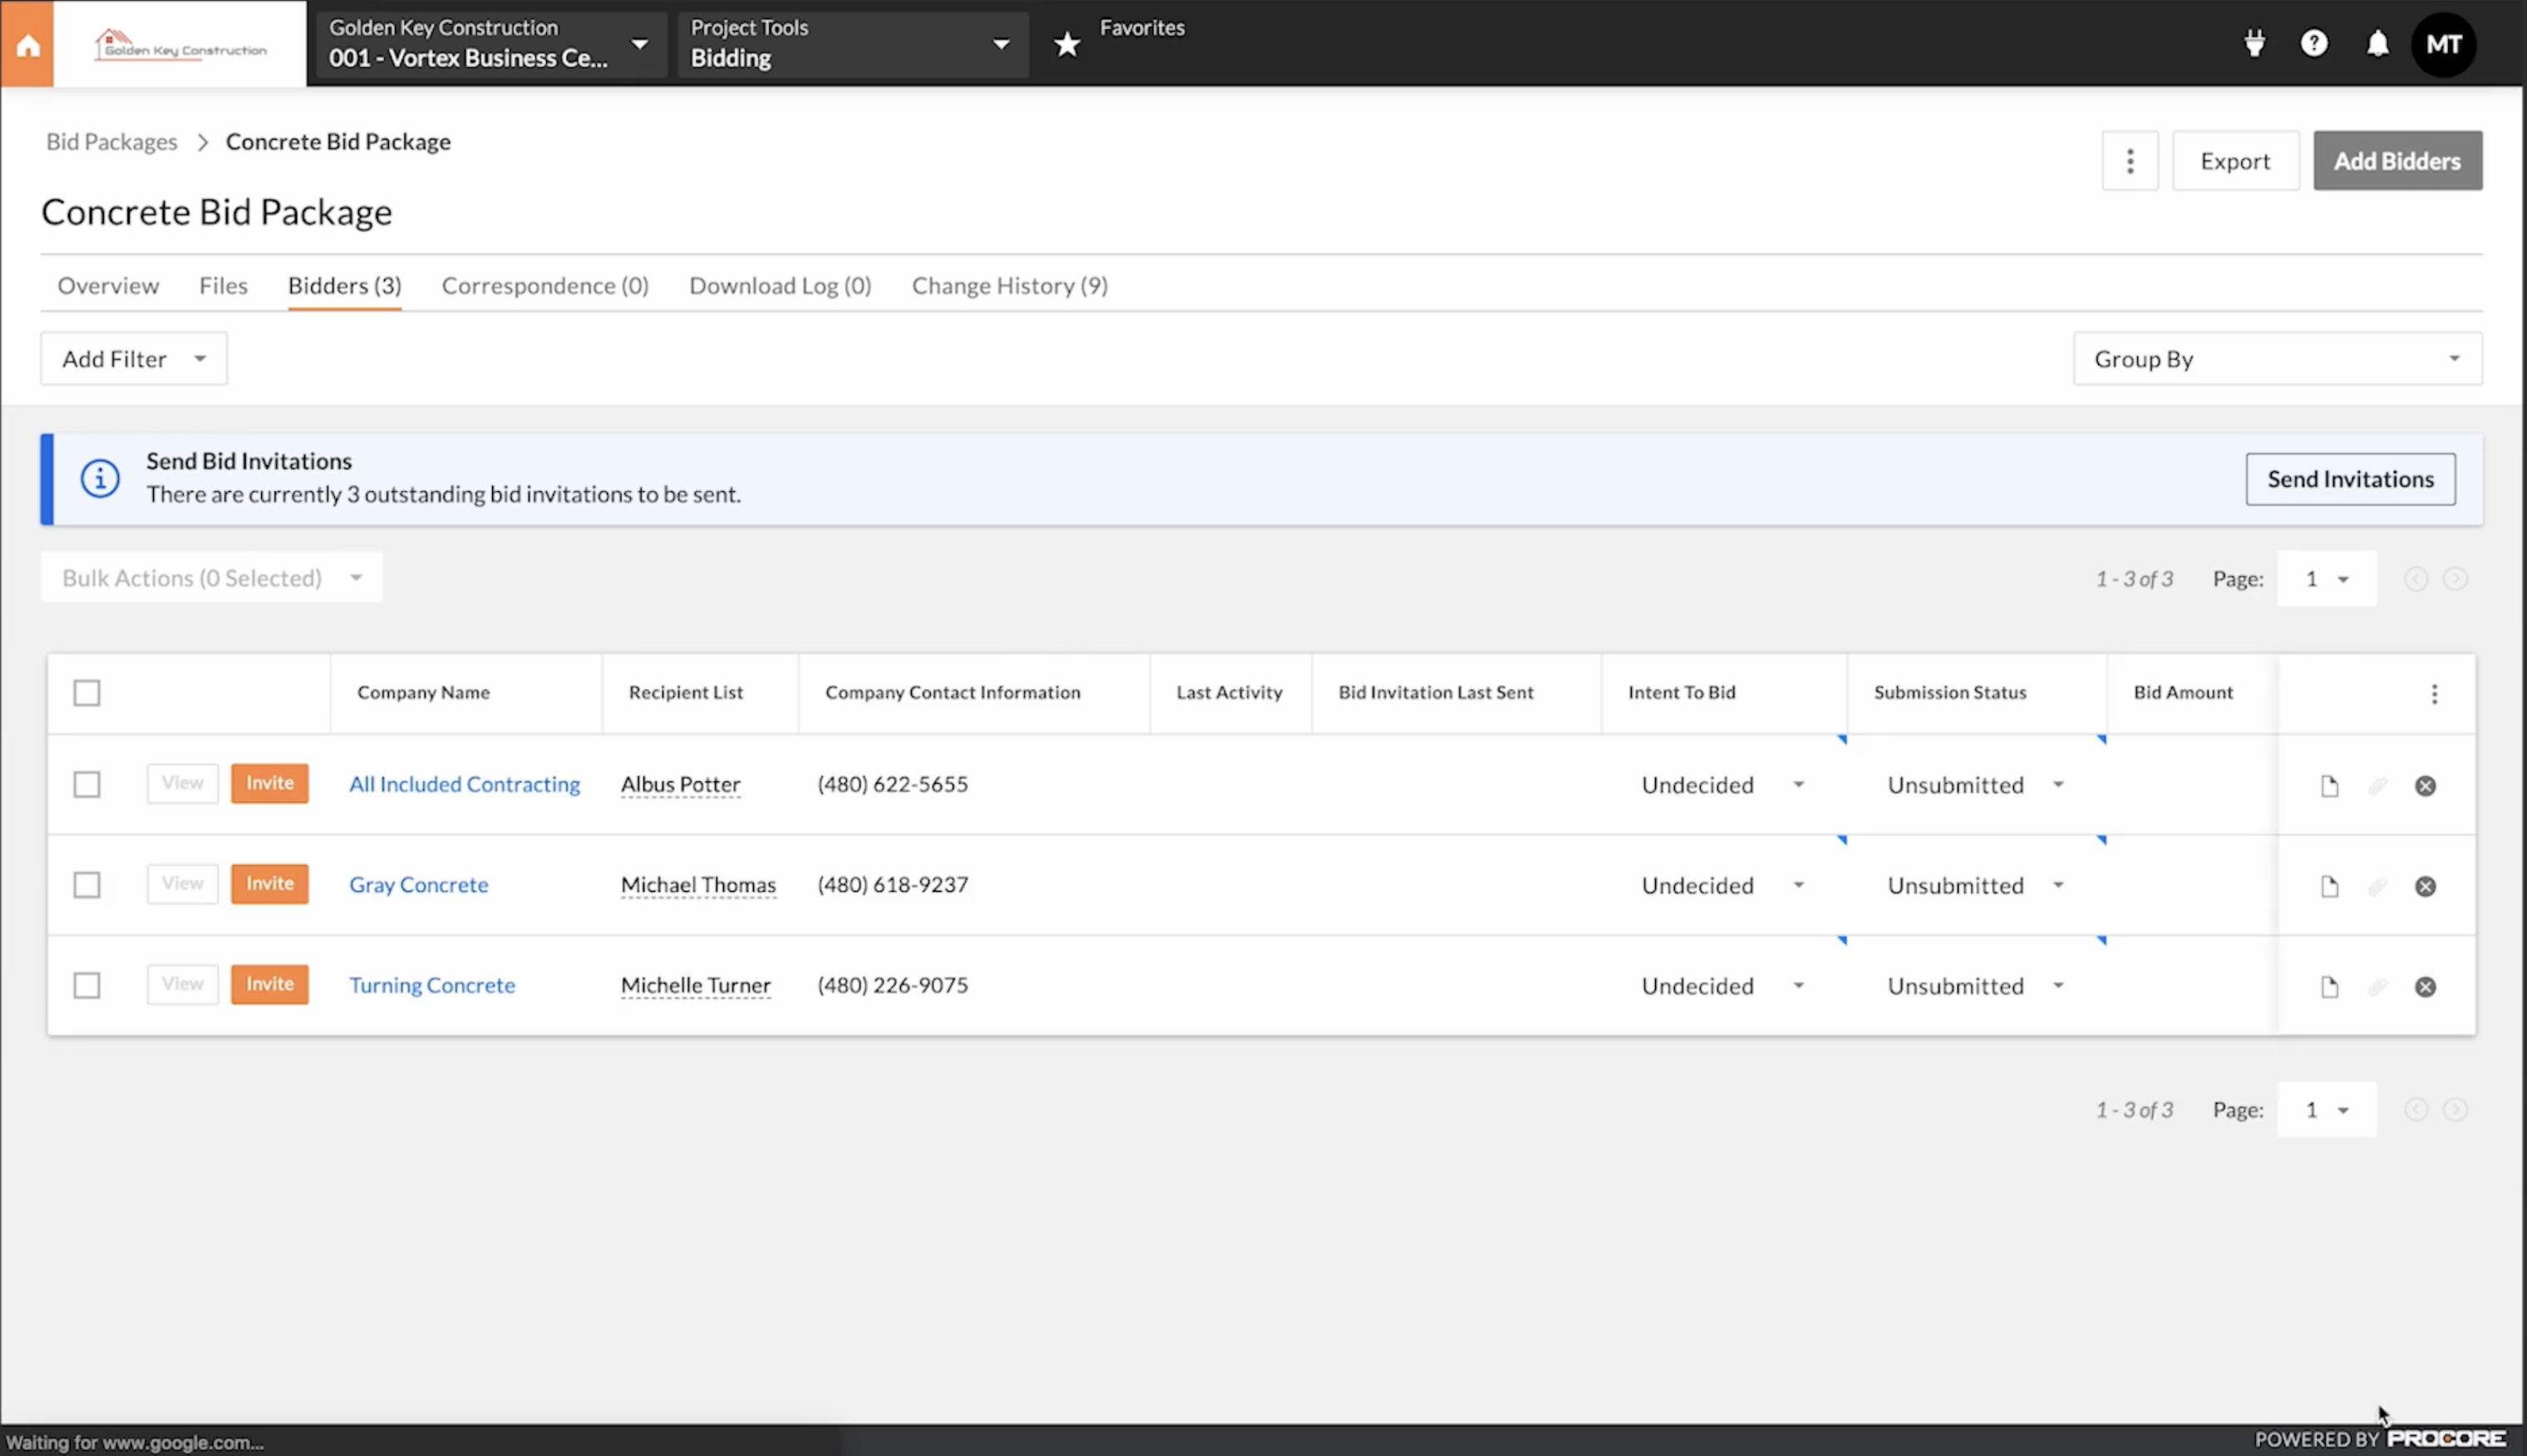 Golden Key Construction
Golden Key Construction
001 - Vortex Business Ce...
Project Tools
Bidding
Favorites
MT
Bid Packages
Concrete Bid Package
Export
Add Bidders
Concrete Bid Package
Overview
Files
Bidders (3)
Correspondence (0)
Download Log (0)
Change History (9)
Add Filter
Group By
Send Bid Invitations
There are currently 3 outstanding bid invitations to be sent.
Send Invitations
Bulk Actions (0 Selected)
1 - 3 of 3
Page:
1
Company Name
Recipient List
Company Contact Information
Last Activity
Bid Invitation Last Sent
Intent To Bid
Submission Status
Bid Amount
View
Invite
All Included Contracting
Albus Potter
(480) 622-5655
Undecided
Unsubmitted
View
Invite
Gray Concrete
Michael Thomas
(480) 618-9237
Undecided
Unsubmitted
View
Invite
Turning Concrete
Michelle Turner
(480) 226-9075
Undecided
Unsubmitted
1 - 3 of 3
Page:
1
Waiting for www.google.com...
POWERED BY PROCORE